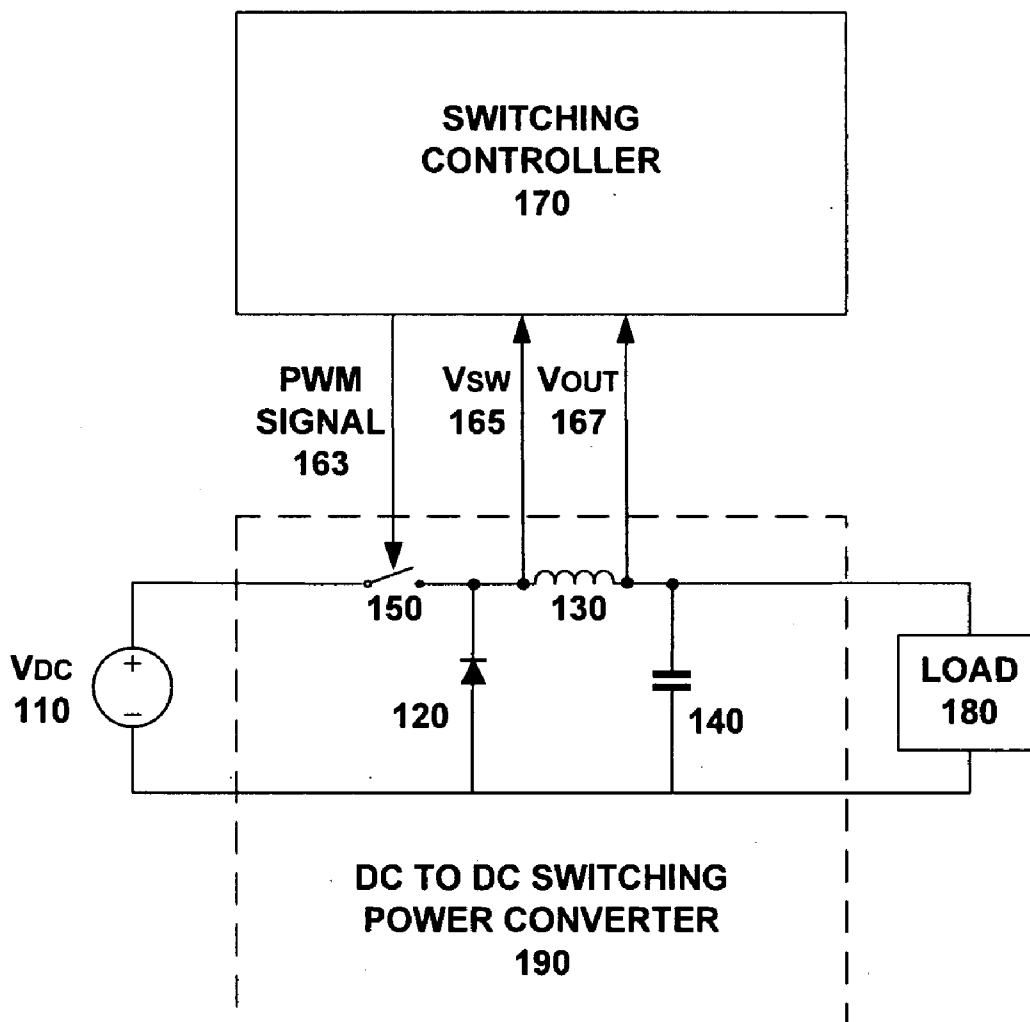 SWITCHING
CONTROLLER
170
PWM
SIGNAL
163
VSW
165
VOUT
167
150
130
VDC
110
+
–
120
140
LOAD
180
DC TO DC SWITCHING
POWER CONVERTER
190